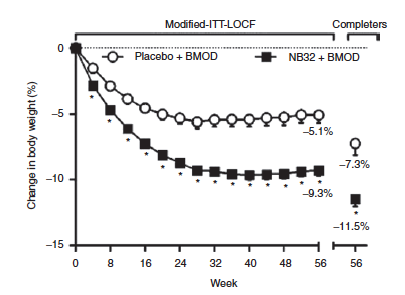 Modified-ITT-LOCF Completers
Placebo + BMOD NB32 + BMOD
Change in body weight (%)
0
–5
–10
–15
–5.1%
–7.3%
–9.3%
–11.5%
* * * * * * * * * * * * * * *
0 8 16 24 32 40 48 56 56
Week